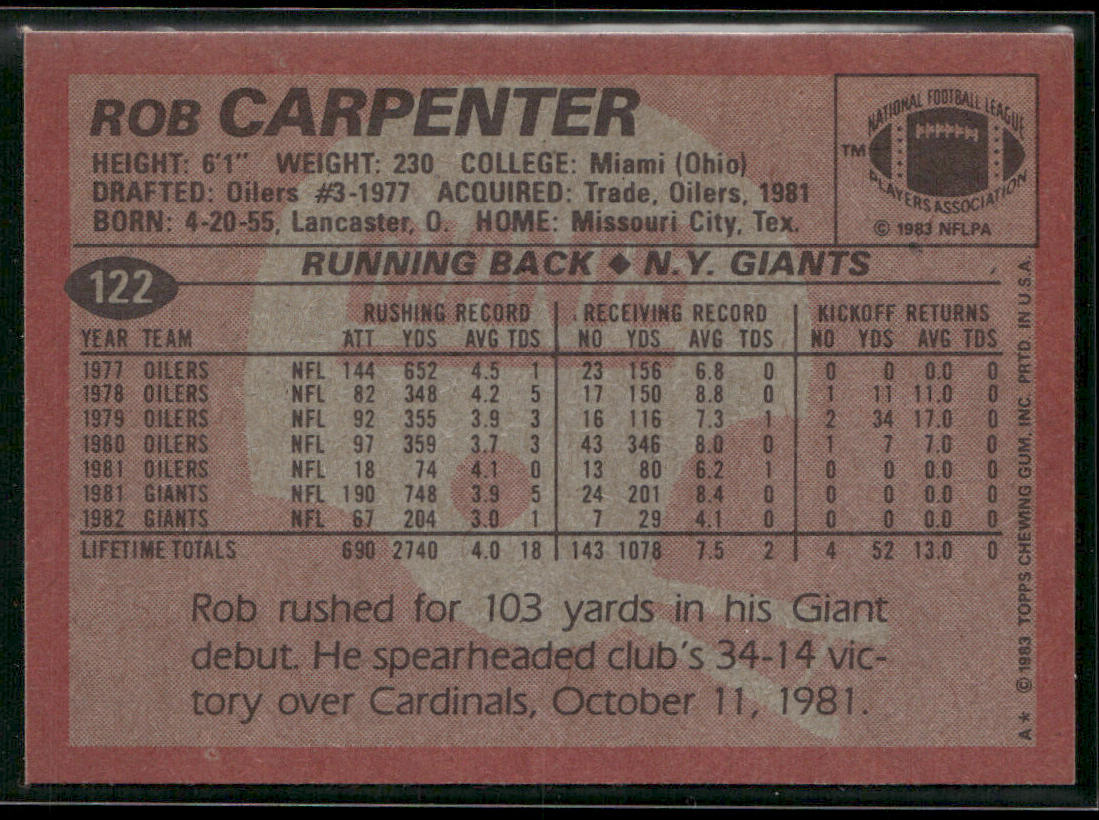 ROB CARPENTER
HEIGHT: 6'1" WEIGHT: 230 COLLEGE: Miami (Ohio)
DRAFTED: Oilers #3-1977 ACQUIRED: Trade, Oilers, 1981
BORN: 4-20-55, Lancaster, O. HOME: Missouri City, Tex.
NATIONAL FOOTBALL LEAGUE
TM
PLAYERS ASSOCIATION
© 1983 NFLPA
122
RUNNING BACK ◆ N.Y. GIANTS
GIANTS
RUSHING RECORD RECEIVING RECORD KICKOFF RETURNS
YEAR TEAM ATT YDS AVG TDS NO YDS AVG TDS NO YDS AVG TDS
1977 OILERS NFL 144 652 4.5 1 23 156 6.8 0 0 0 0.0 0
1978 OILERS NFL 82 348 4.2 5 17 150 8.8 0 1 11 11.0 0
1979 OILERS NFL 92 355 3.9 3 16 116 7.3 1 2 34 17.0 0
1980 OILERS NFL 97 359 3.7 3 43 346 8.0 0 1 7 7.0 0
1981 OILERS NFL 18 74 4.1 0 13 80 6.2 1 0 0 0.0 0
1981 GIANTS NFL 190 748 3.9 5 24 201 8.4 0 0 0 0.0 0
1982 GIANTS NFL 67 204 3.0 1 7 29 4.1 0 0 0 0.0 0
LIFETIME TOTALS 690 2740 4.0 18 143 1078 7.5 2 4 52 13.0 0
Rob rushed for 103 yards in his Giant
debut. He spearheaded club's 34-14 vic-
tory over Cardinals, October 11, 1981.
A★ © 1983 TOPPS CHEWING GUM, INC. PRTD. IN U.S.A.